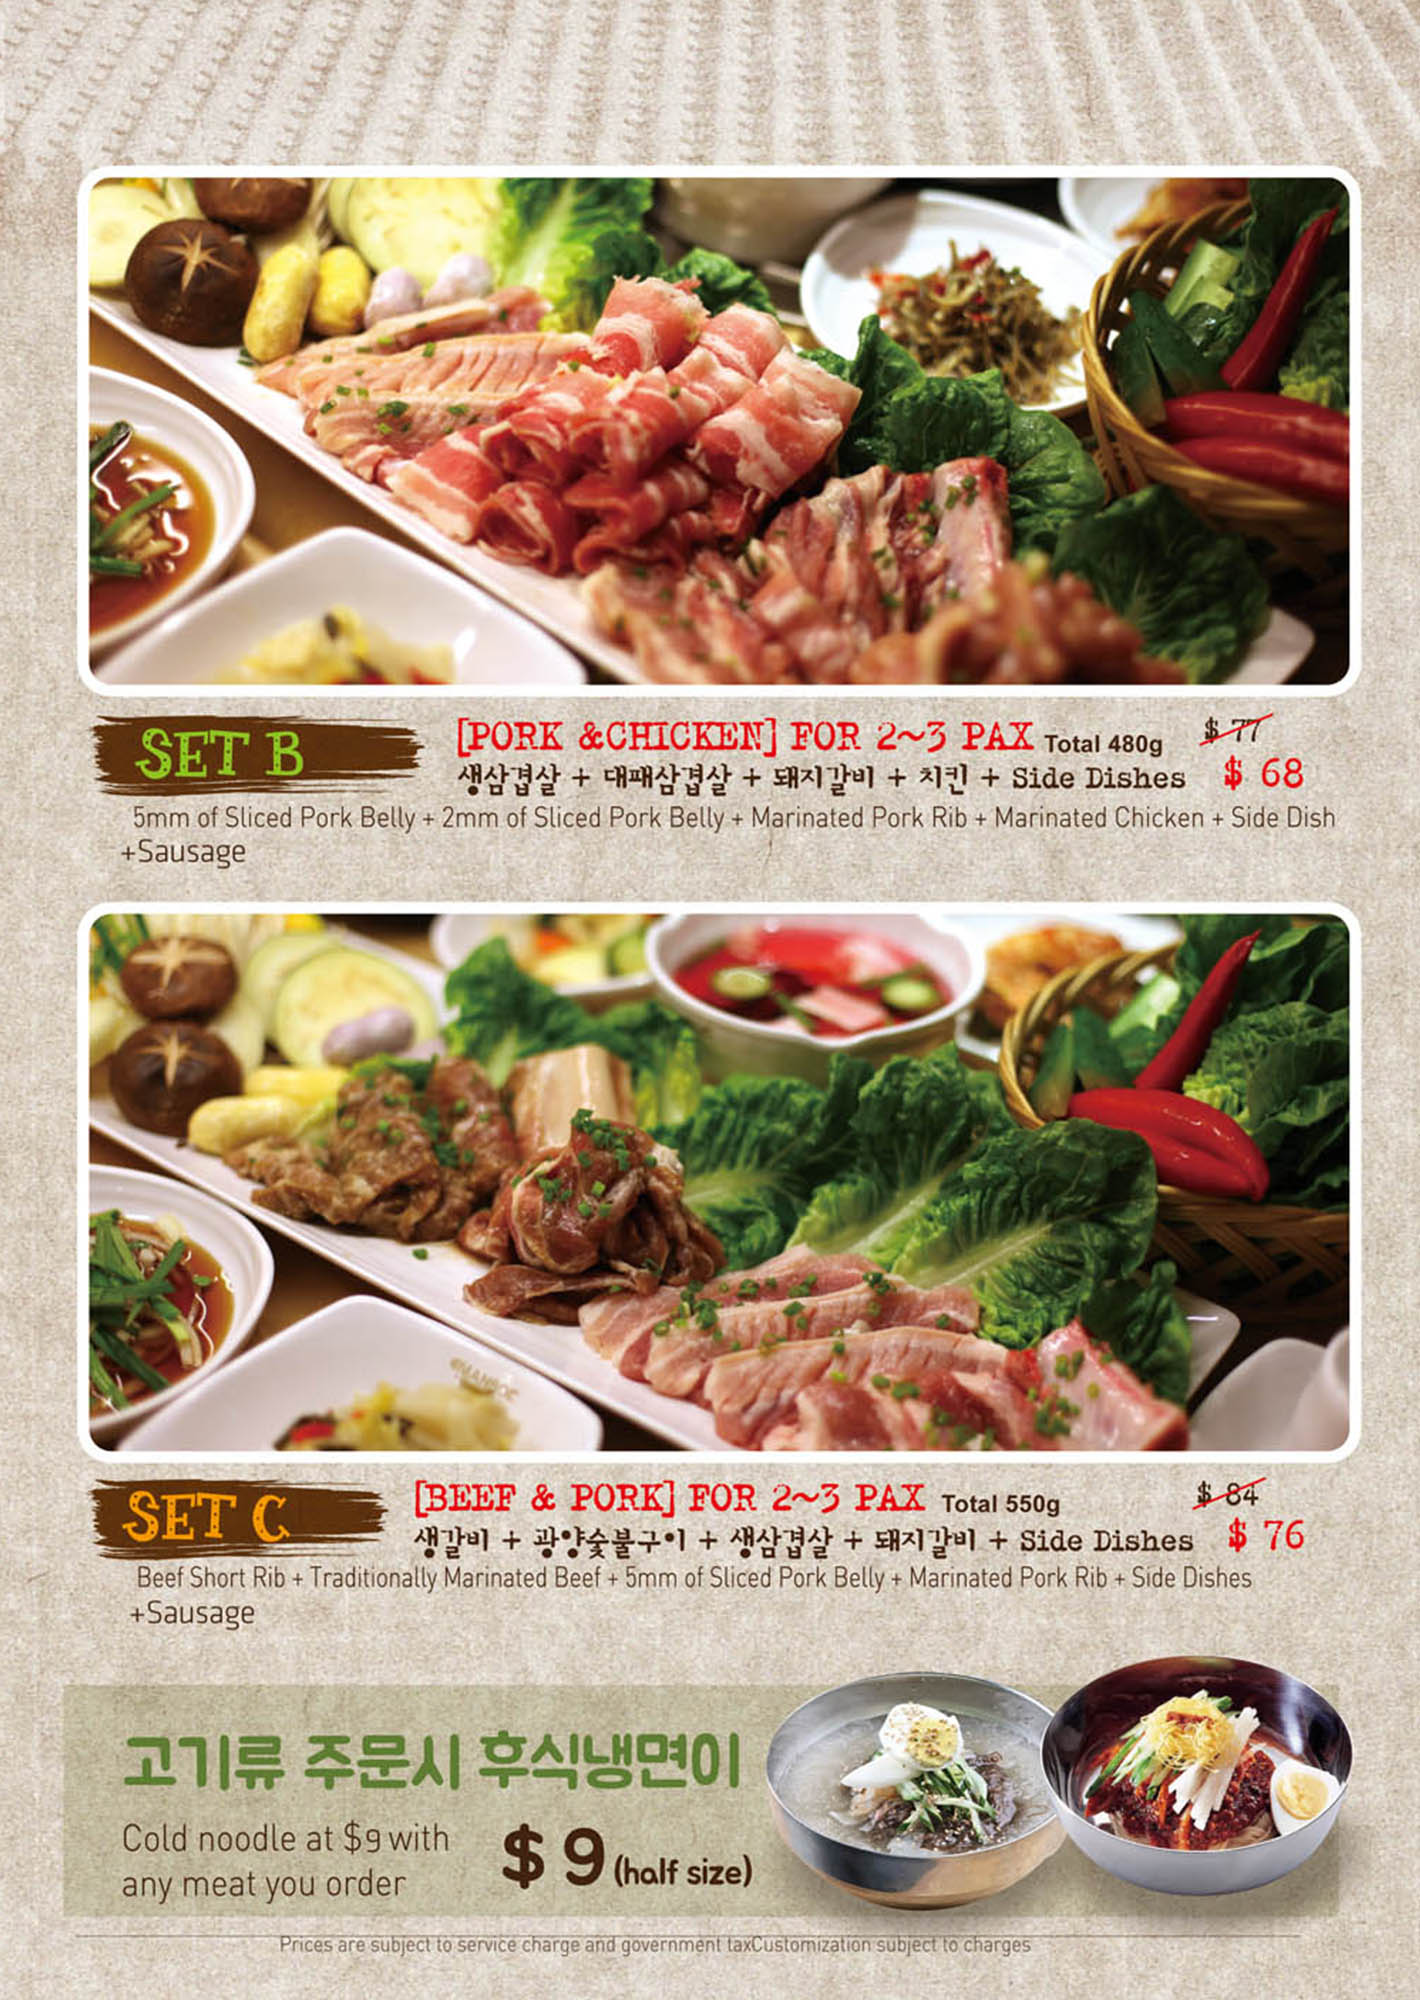 SET B
[PORK &CHICKEN] FOR 2~3 PAX Total 480g $ 77
생삼겹살 + 대패삼겹살 + 돼지갈비 + 치킨 + Side Dishes $ 68
5mm of Sliced Pork Belly + 2mm of Sliced Pork Belly + Marinated Pork Rib + Marinated Chicken + Side Dish
+Sausage
SET C
[BEEF & PORK] FOR 2~3 PAX Total 550g $ 84
생갈비 + 광양숯불구이 + 생삼겹살 + 돼지갈비 + Side Dishes $ 76
Beef Short Rib + Traditionally Marinated Beef + 5mm of Sliced Pork Belly + Marinated Pork Rib + Side Dishes
+Sausage
고기류 주문시 후식냉면이
Cold noodle at $9 with
any meat you order
$ 9 (half size)
Prices are subject to service charge and government taxCustomization subject to charges